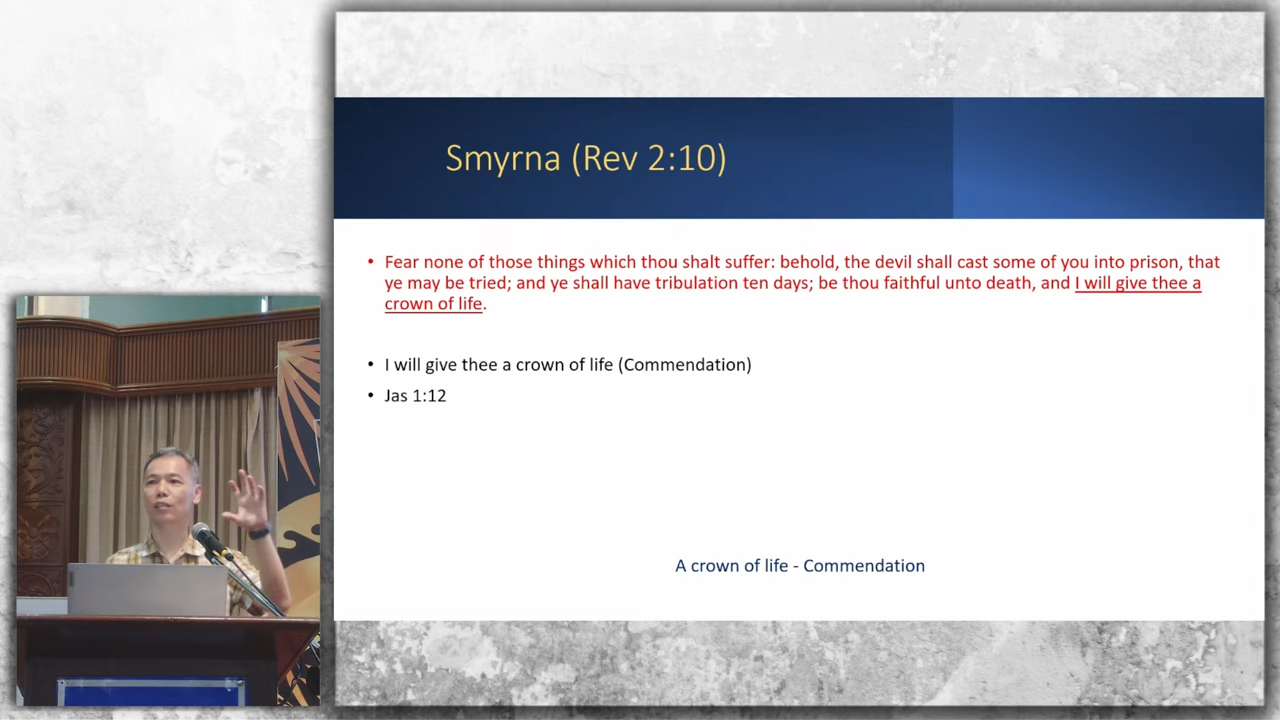 Smyrna (Rev 2:10)
• Fear none of those things which thou shalt suffer: behold, the devil shall cast some of you into prison, that
ye may be tried; and ye shall have tribulation ten days; be thou faithful unto death, and I will give thee a
crown of life.
• I will give thee a crown of life (Commendation)
• Jas 1:12
A crown of life - Commendation